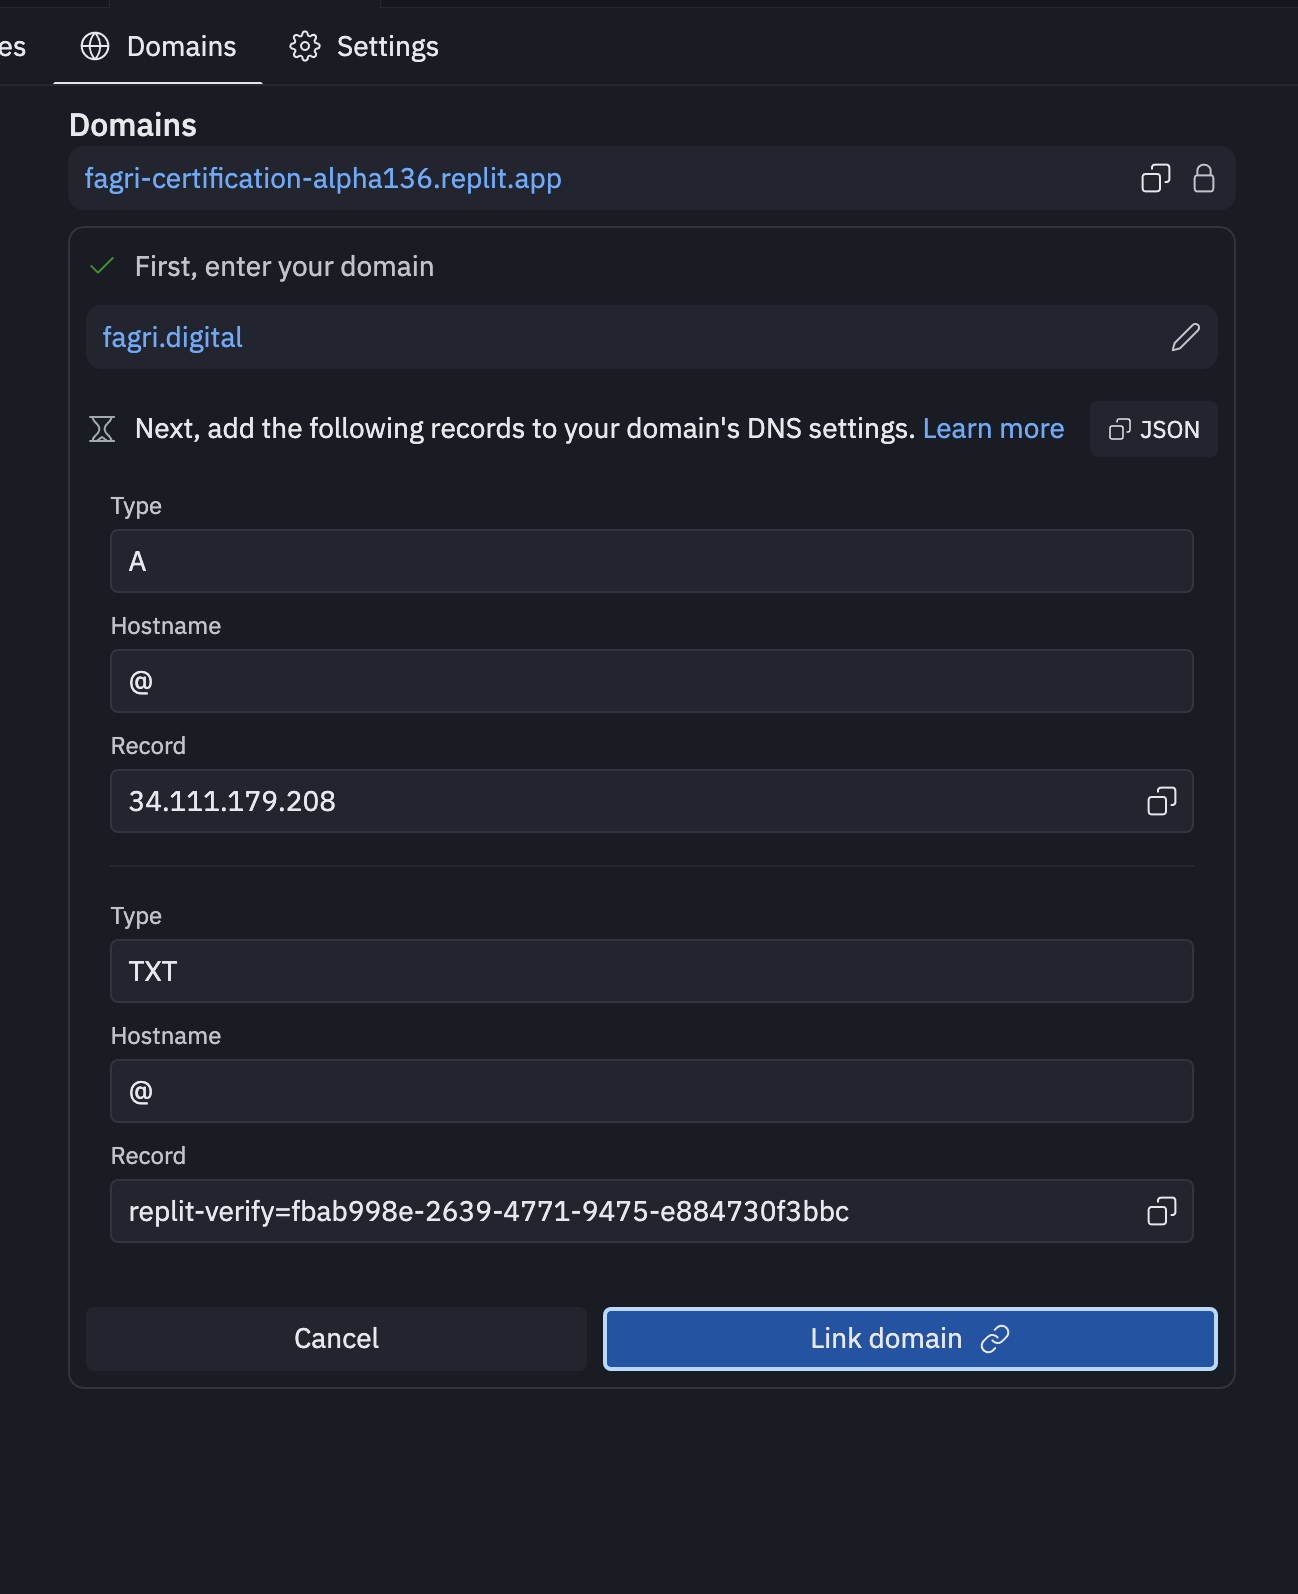 es
Domains
Settings
Domains
fagri-certification-alpha136.replit.app
First, enter your domain
fagri.digital
Next, add the following records to your domain's DNS settings. Learn more
JSON
Type
A
Hostname
@
Record
34.111.179.208
Type
TXT
Hostname
@
Record
replit-verify=fbab998e-2639-4771-9475-e884730f3bbc
Cancel
Link domain